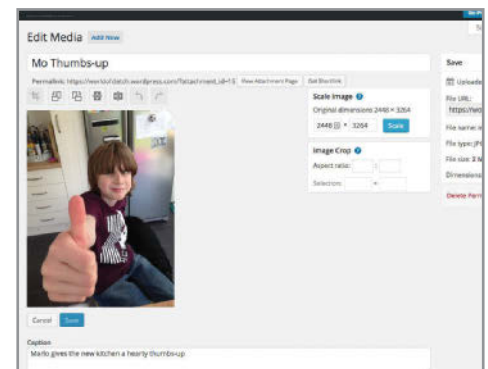 Edit Media Add New
Mo Thumbs-up
Save
Permalink: View Attachment Page Get Shortlink
Scale Image
Original dimensions 2448 × 3264
2448 × 3264 Scale
File URL:
Image Crop
Aspect ratio:
Selection:
File name:
File type:
File size:
Dimensions
Cancel Save
Caption
Marlo gives the new kitchen a hearty thumbs-up